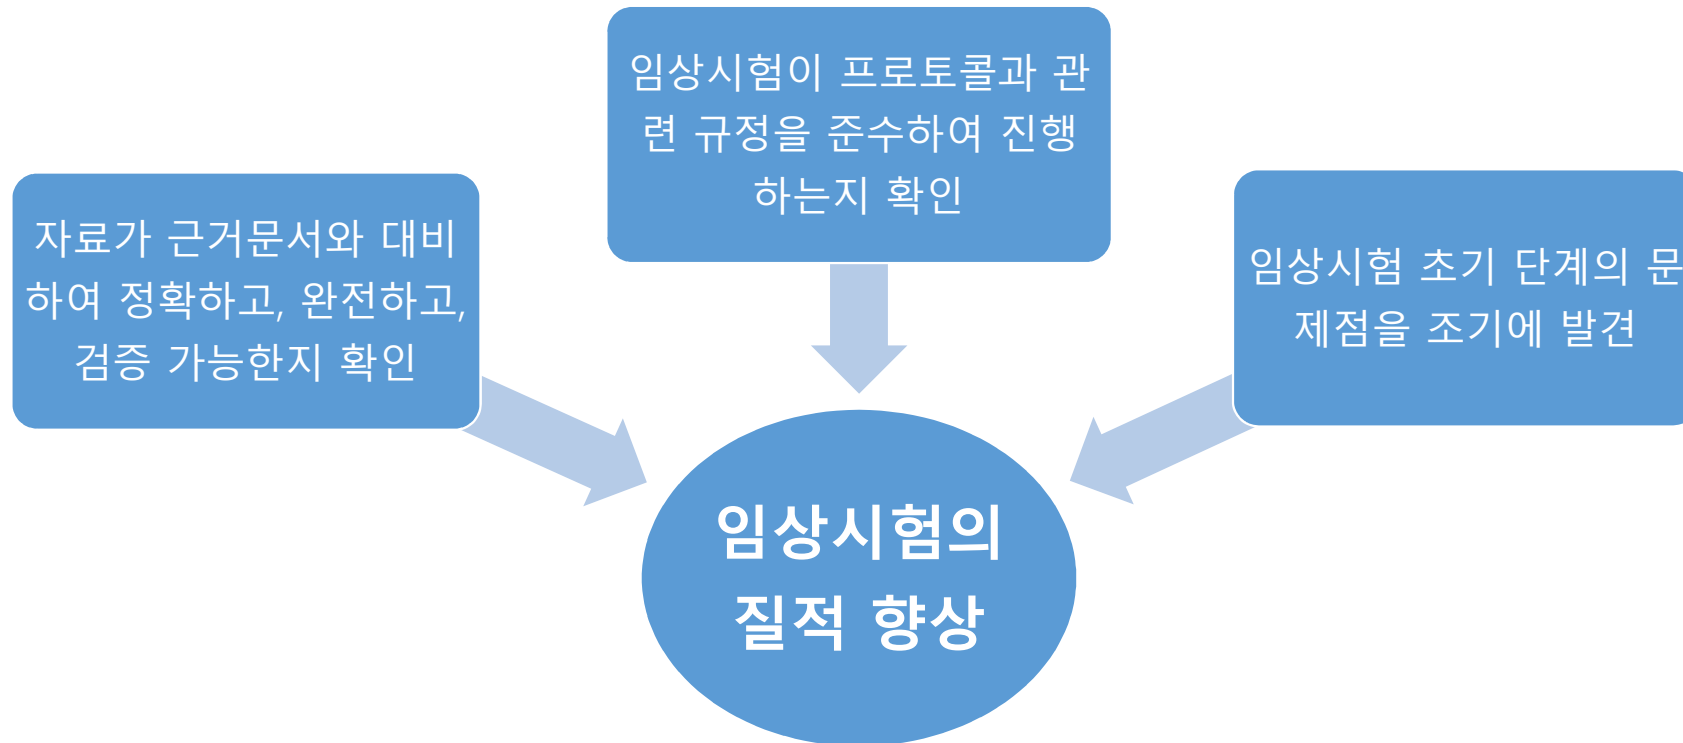 임상시험이 프로토콜과 관
련 규정을 준수하여 진행
하는지 확인
자료가 근거문서와 대비
하여 정확하고, 완전하고,
검증 가능한지 확인
임상시험 초기 단계의 문
제점을 조기에 발견
임상시험의
질적 향상